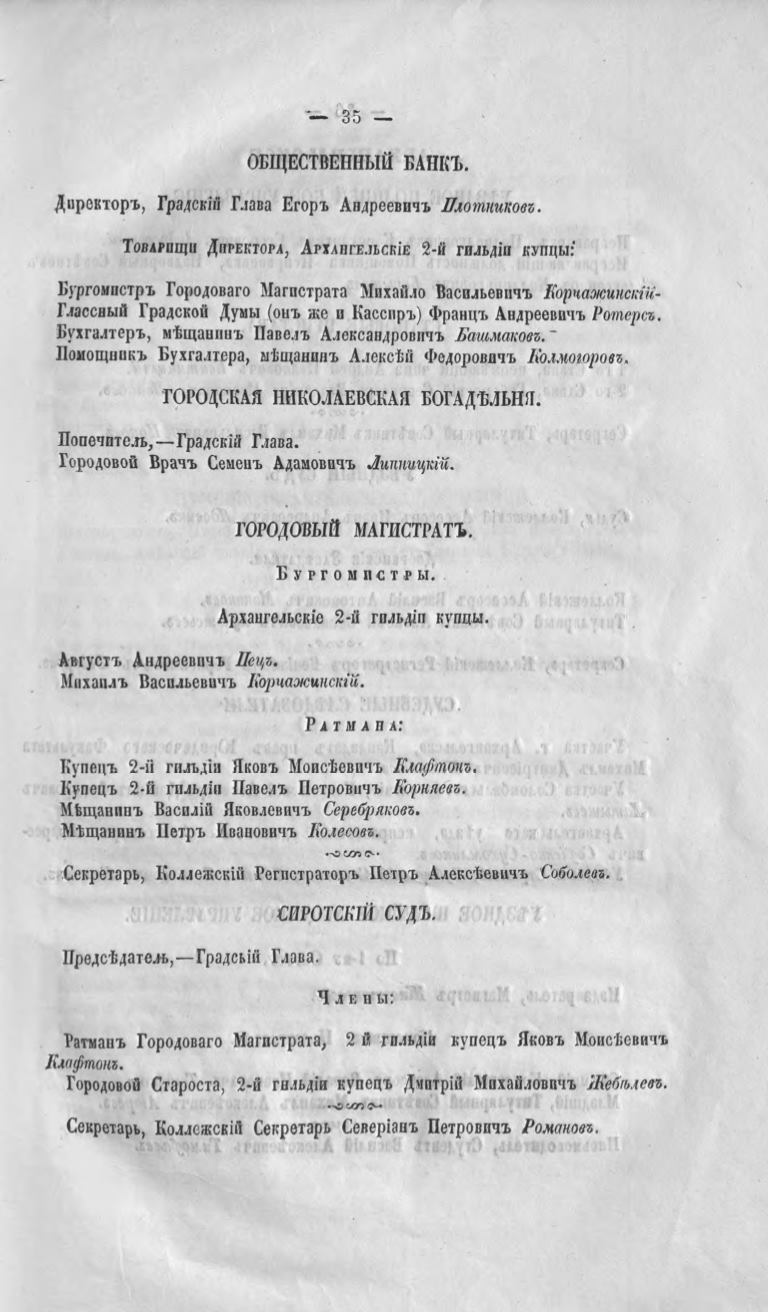 — 35 —
ОБЩЕСТВЕННЫЙ БАНКЪ.
Директоръ, Градскій Глава Егоръ Андреевичъ Плотниковъ.
Товарищи Директора, Архангельскіе 2-й гильдіи купцы:
Бургомистръ Городоваго Магистрата Михайло Васильевичъ Корчажинскій-
Глассный Градской Думы (онъ же и Кассиръ) Францъ Андреевичъ Ротерсъ.
Бухгалтеръ, мѣщанинъ Павелъ Александровичъ Башмаковъ.
Помощникъ Бухгалтера, мѣщанинъ Алексѣй Федоровичъ Колмогоровъ.
ГОРОДСКАЯ НИКОЛАЕВСКАЯ БОГАДѢЛЬНЯ.
Попечитель,—Градскій Глава.
Городовой Врачъ Семенъ Адамовичъ Липницкій.
ГОРОДОВЫЙ МАГИСТРАТЪ.
Бургомистры.
Архангельскіе 2-й гильдіи купцы.
Августъ Андреевичъ Пецъ.
Михаилъ Васильевичъ Корчажинскій.
Ратмана:
Купецъ 2-й гильдіи Яковъ Моисѣевичъ Клафтонъ.
Купецъ 2-й гильдіи Павелъ Петровичъ Корняевъ.
Мѣщанинъ Василій Яковлевичъ Серебряковъ.
Мѣщанинъ Петръ Ивановичъ Колесовъ.
Секретарь, Коллежскій Регистраторъ Петръ Алексѣевичъ Соболевъ.
СИРОТСКІЙ СУДЪ.
Предсѣдатель,—Градсьій Глава.
Члены:
Ратманъ Городоваго Магистрата, 2 й гильдіи купецъ Яковъ Моисѣевичъ
Клафтонъ.
Городовой Староста, 2-й гильдіи купецъ Дмитрій Михайловичъ Жебѣлевъ.
Секретарь, Коллежскій Секретарь Северіанъ Петровичъ Романовъ.